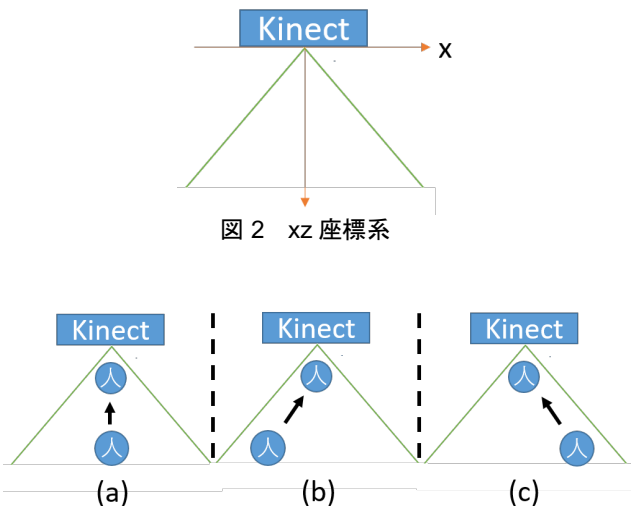 Kinect
x
図 2 xz 座標系
Kinect Kinect Kinect
人 人 人
人 人 人
(a) (b) (c)